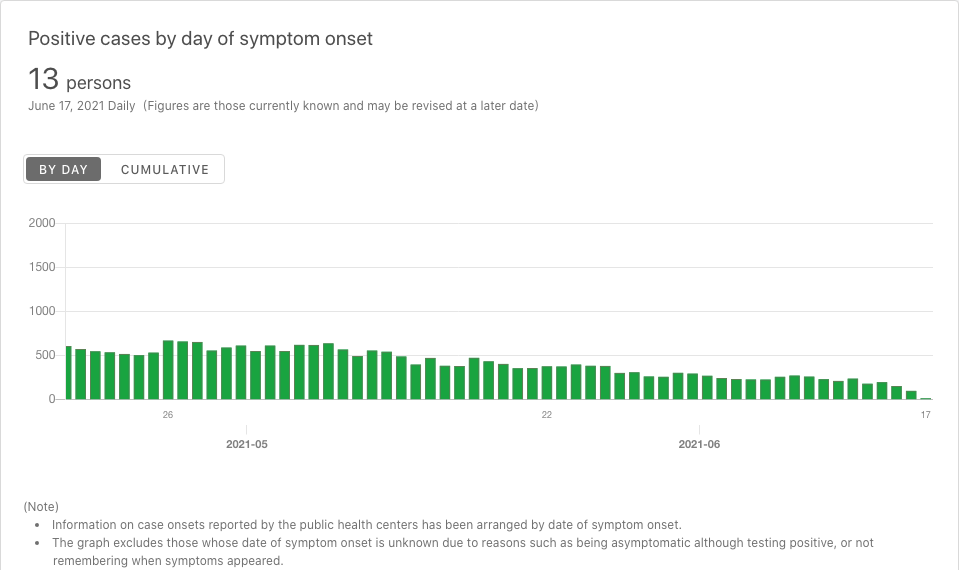 Positive cases by day of symptom onset
13 persons
June 17, 2021 Daily (Figures are those currently known and may be revised at a later date)
BY DAY CUMULATIVE
2000
1500
1000
500
0
26 22 17
2021-05 2021-06
(Note)
• Information on case onsets reported by the public health centers has been arranged by date of symptom onset.
• The graph excludes those whose date of symptom onset is unknown due to reasons such as being asymptomatic although testing positive, or not
remembering when symptoms appeared.